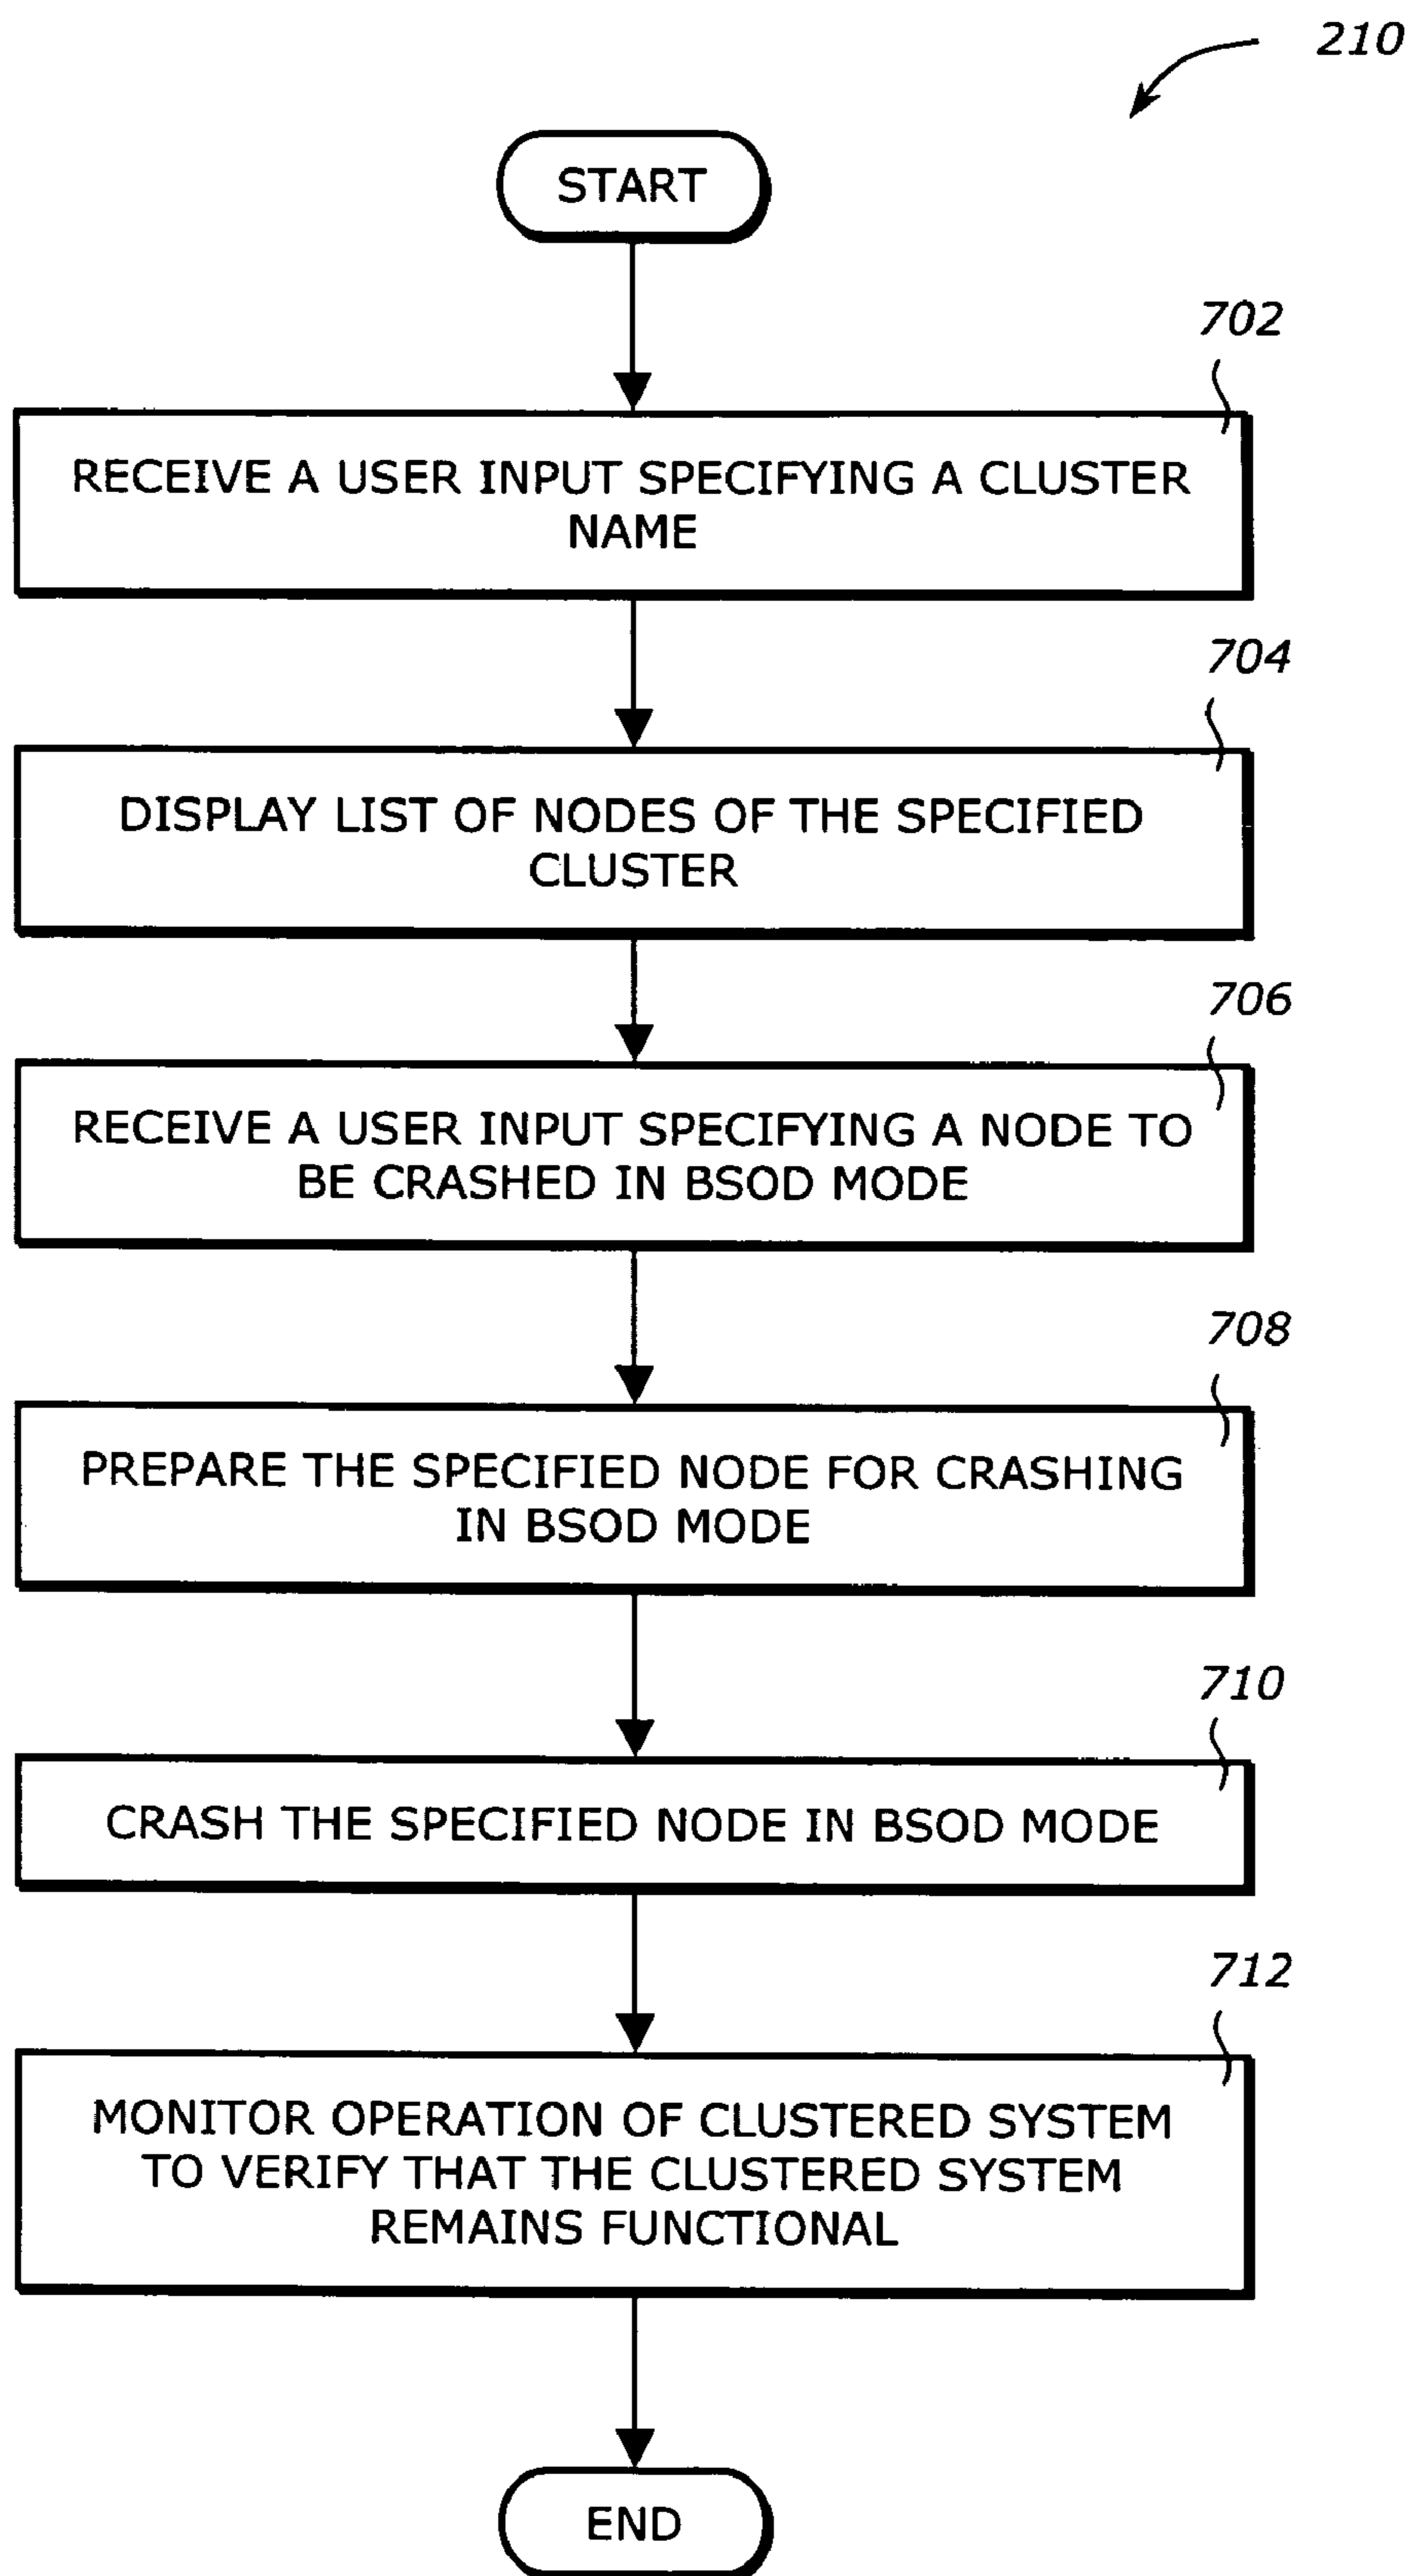 210
START
702
RECEIVE A USER INPUT SPECIFYING A CLUSTER
NAME
704
DISPLAY LIST OF NODES OF THE SPECIFIED
CLUSTER
706
RECEIVE A USER INPUT SPECIFYING A NODE TO
BE CRASHED IN BSOD MODE
708
PREPARE THE SPECIFIED NODE FOR CRASHING
IN BSOD MODE
710
CRASH THE SPECIFIED NODE IN BSOD MODE
712
MONITOR OPERATION OF CLUSTERED SYSTEM
TO VERIFY THAT THE CLUSTERED SYSTEM
REMAINS FUNCTIONAL
END